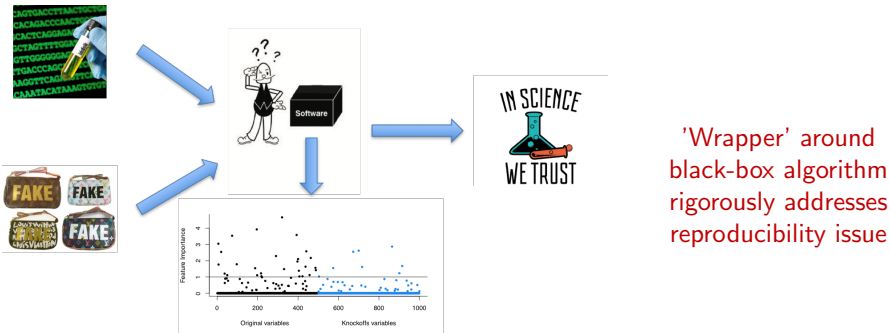 ???
Software
IN SCIENCE
WE TRUST
'Wrapper' around
black-box algorithm
rigorously addresses
reproducibility issue
FAKE
FAKE
FAKE
FAKE
Feature Importance
4
3
2
1
0
0
200
400
600
800
1000
Original variables
Knockoffs variables